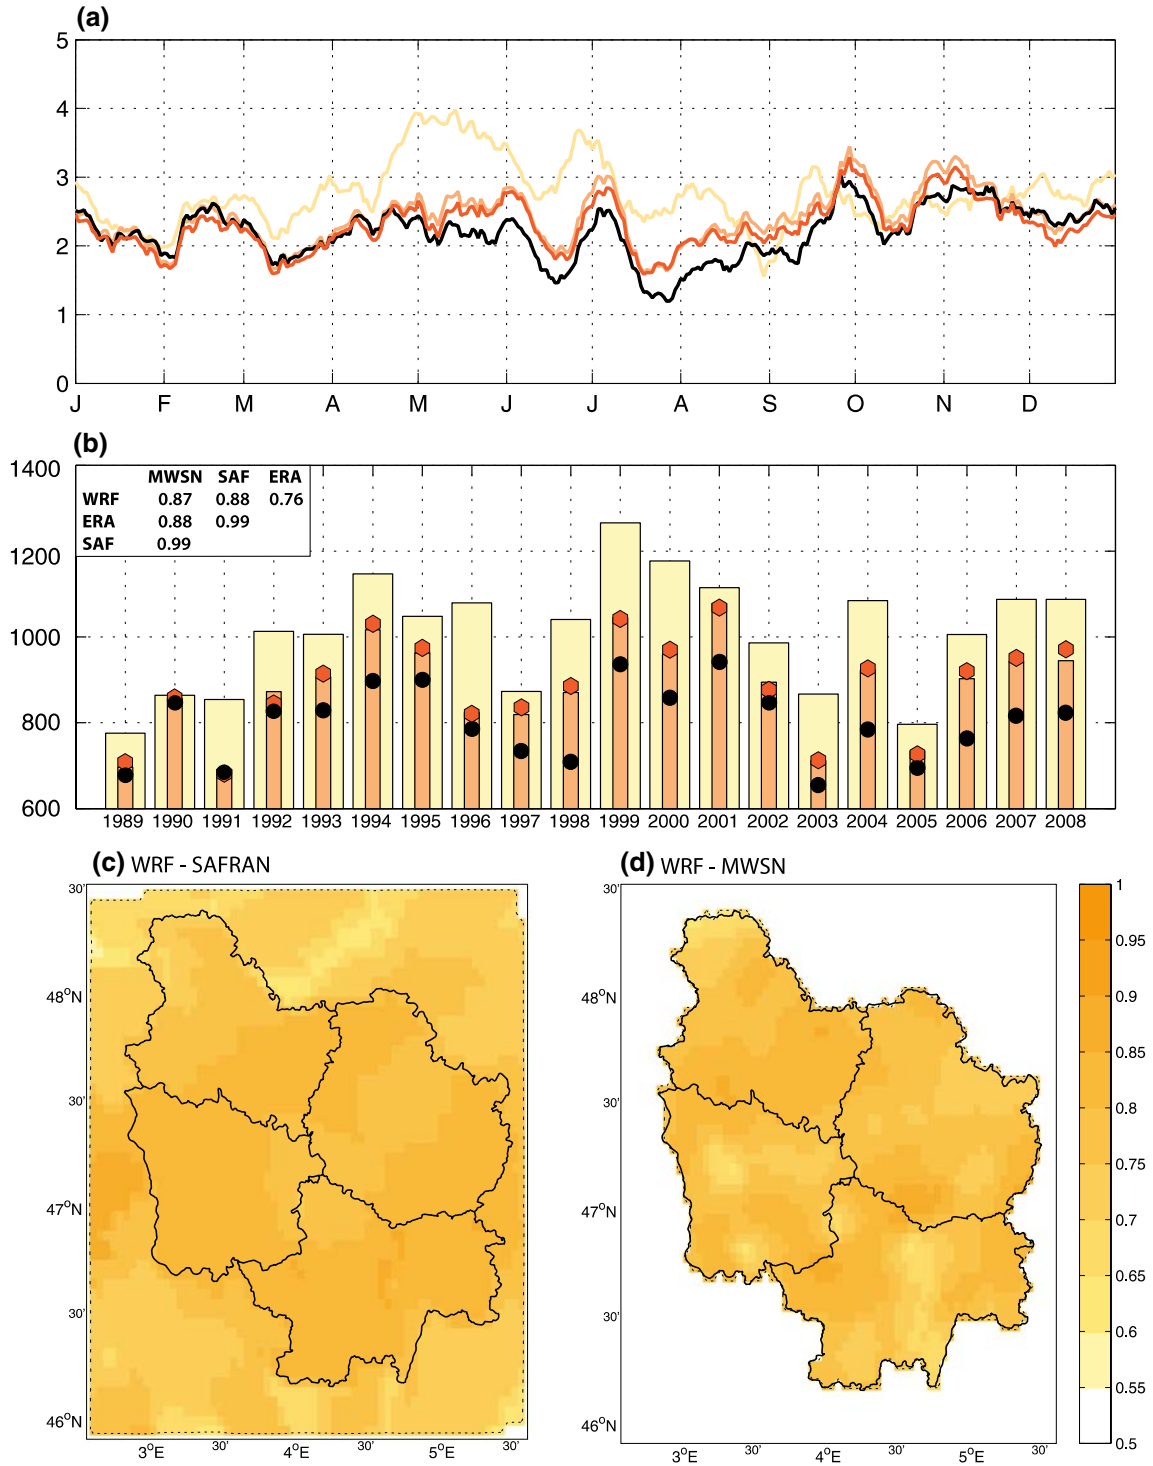 (a)
5
4
3
2
1
0
J F M A M J J A S O N D
(b)
1400
1200
1000
800
600
MWSN SAF ERA
WRF 0.87 0.88 0.76
ERA 0.88 0.99
SAF 0.99
1989 1990 1991 1992 1993 1994 1995 1996 1997 1998 1999 2000 2001 2002 2003 2004 2005 2006 2007 2008
(c) WRF - SAFRAN
30'
48°N
30'
47°N
30'
46°N
3°E 30' 4°E 30' 5°E 30'
(d) WRF - MWSN
30'
48°N
30'
47°N
30'
46°N
3°E 30' 4°E 30' 5°E 30'
1
0.95
0.9
0.85
0.8
0.75
0.7
0.65
0.6
0.55
0.5